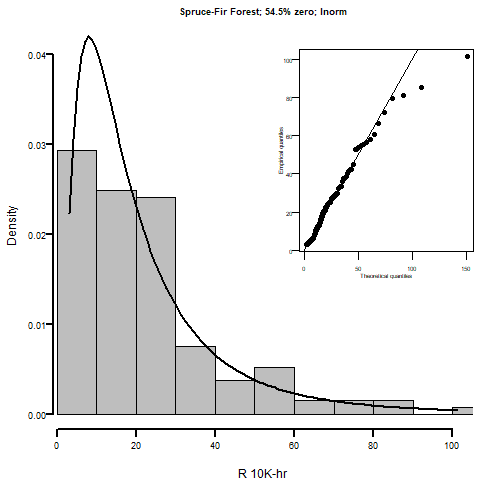 Spruce-Fir Forest; 54.5% zero; lnorm
0.04
0.03
0.02
0.01
0.00
Density
0 20 40 60 80 100
R 10K-hr
100
80
60
40
20
0
Empirical quantiles
0 50 100 150
Theoretical quantiles